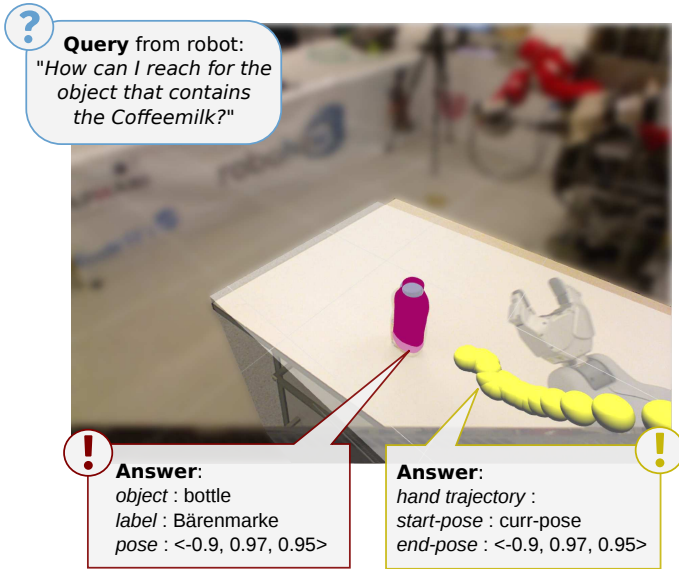 Query from robot:
"How can I reach for the
object that contains
the Coffeemilk?"
Answer:
object : bottle
label : Bärenmarke
pose : <-0.9, 0.97, 0.95>
Answer:
hand trajectory :
start-pose : curr-pose
end-pose : <-0.9, 0.97, 0.95>